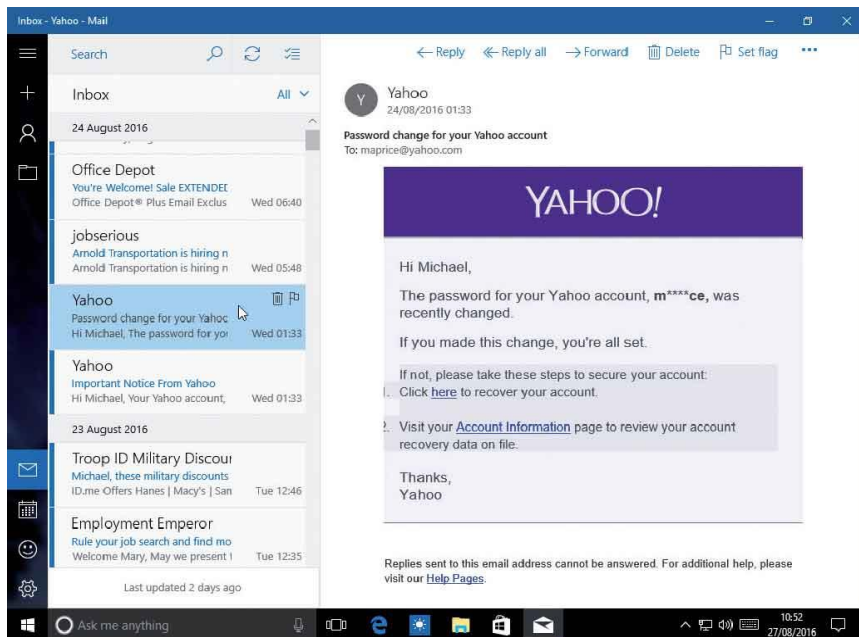 Inbox - Yahoo - Mail
Search
Inbox
All
24 August 2016
Office Depot
You're Welcome! Sale EXTENDED
Office Depot® Plus Email Exclus
Wed 06:40
jobserious
Arnold Transportation is hiring n
Arnold Transportation is hiring n
Wed 05:48
Yahoo
Password change for your Yahoo
Hi Michael, The password for you
Wed 01:33
Yahoo
Important Notice From Yahoo
Hi Michael, Your Yahoo account,
Wed 01:33
23 August 2016
Troop ID Military Discour
Michael, these military discounts
ID.me Offers Hanes | Macy's | San
Tue 12:46
Employment Emperor
Rule your job search and find mo
Welcome Mary, May we present
Tue 12:35
Last updated 2 days ago
Reply Reply all Forward Delete Set flag
Y
Yahoo
24/08/2016 01:33
Password change for your Yahoo account
To: maprice@yahoo.com
YAHOO!
Hi Michael,
The password for your Yahoo account, m****ce, was
recently changed.
If you made this change, you're all set.
If not, please take these steps to secure your account:
1. Click here to recover your account.
2. Visit your Account Information page to review your account
recovery data on file.
Thanks,
Yahoo
Replies sent to this email address cannot be answered. For additional help, please
visit our Help Pages.
Ask me anything
10:52
27/08/2016